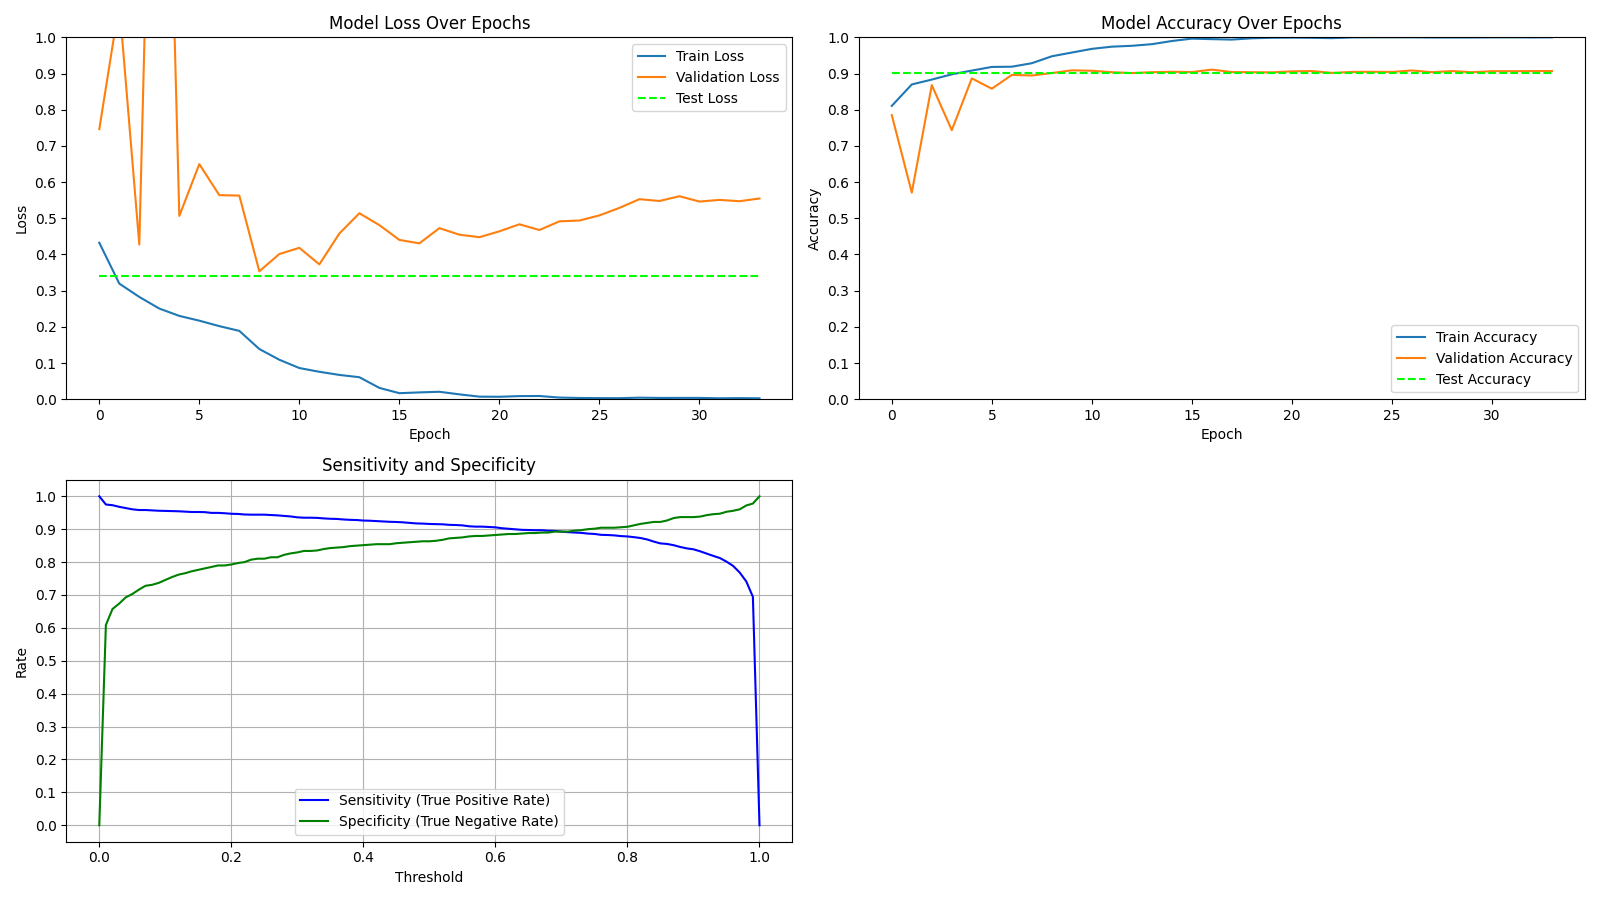 Model Loss Over Epochs
1.0
0.9
0.8
0.7
0.6
0.5
0.4
0.3
0.2
0.1
0.0
Loss
Train Loss
Validation Loss
Test Loss
0 5 10 15 20 25 30
Epoch
Model Accuracy Over Epochs
1.0
0.9
0.8
0.7
0.6
0.5
0.4
0.3
0.2
0.1
0.0
Accuracy
Train Accuracy
Validation Accuracy
Test Accuracy
0 5 10 15 20 25 30
Epoch
Sensitivity and Specificity
1.0
0.9
0.8
0.7
0.6
0.5
0.4
0.3
0.2
0.1
0.0
Rate
Sensitivity (True Positive Rate)
Specificity (True Negative Rate)
0.0 0.2 0.4 0.6 0.8 1.0
Threshold